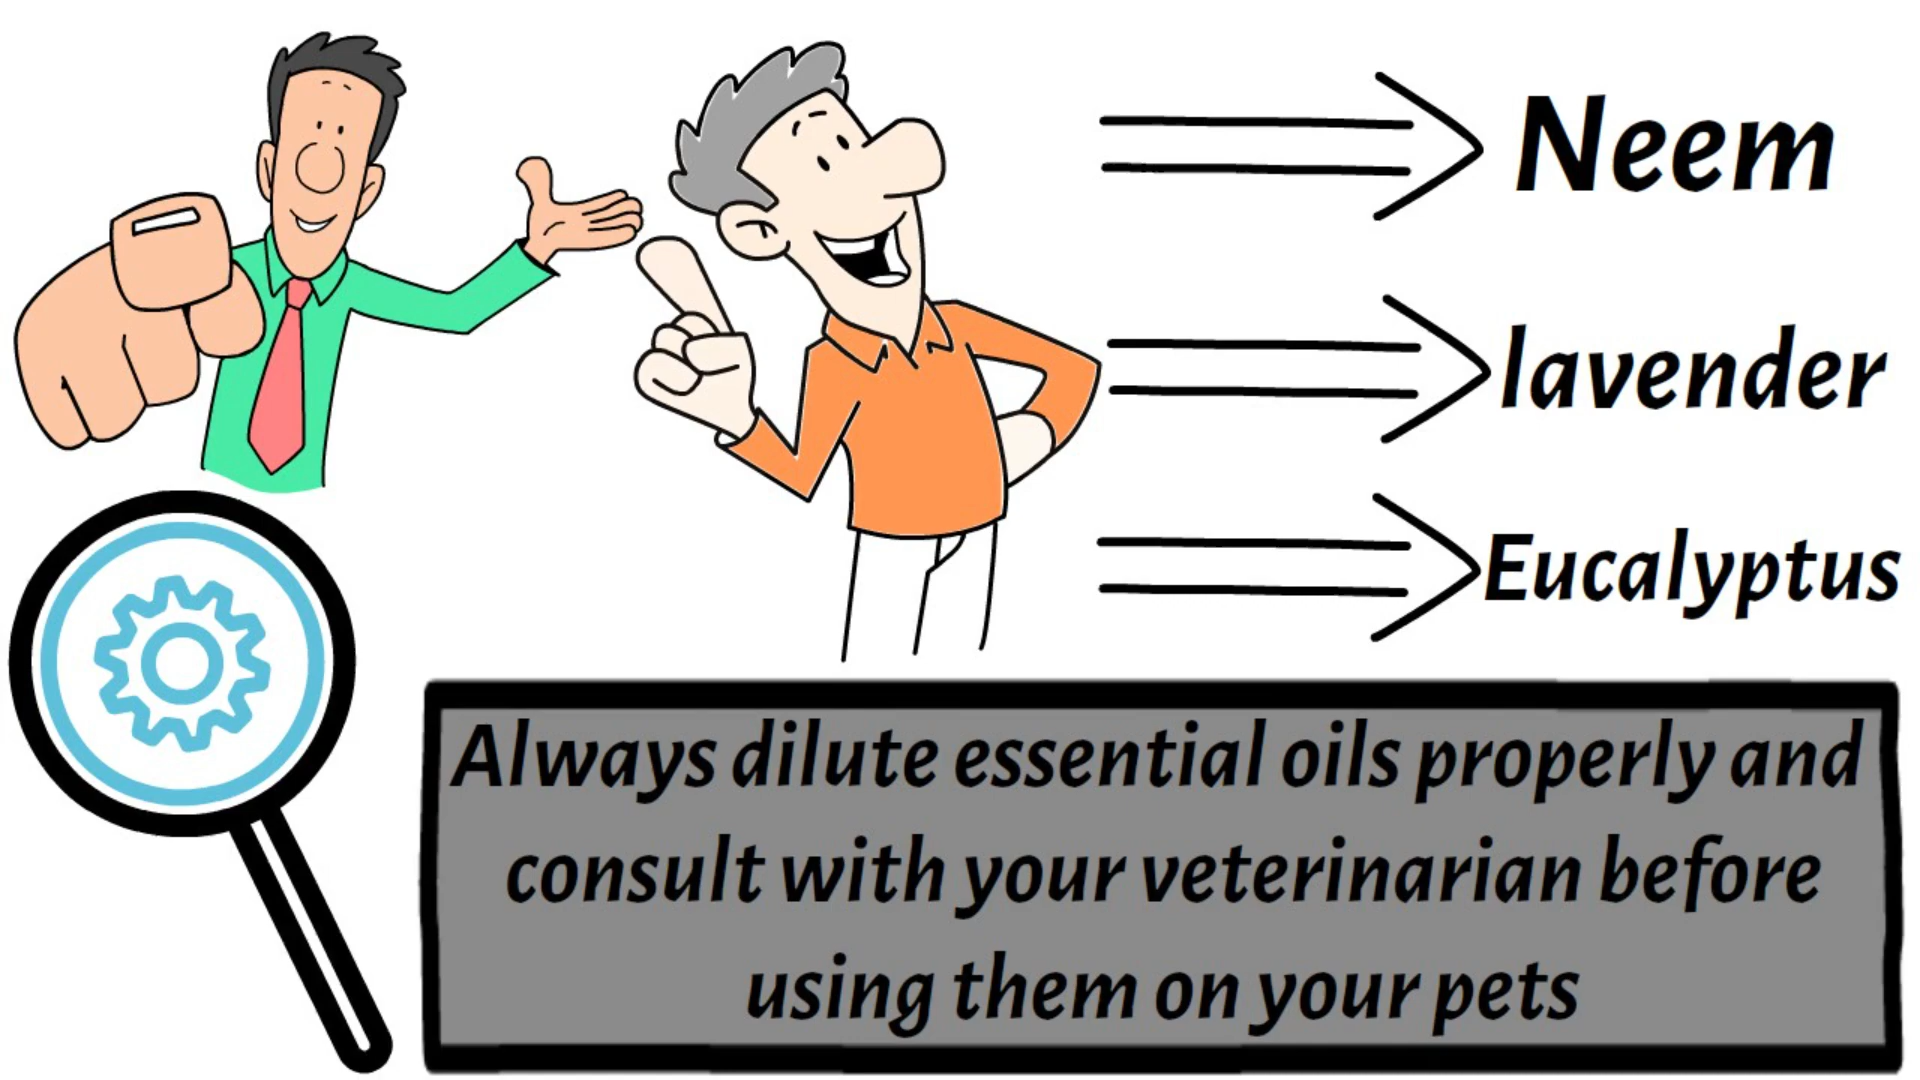 Neem
lavender
Eucalyptus
Always dilute essential oils properly and
consult with your veterinarian before
using them on your pets